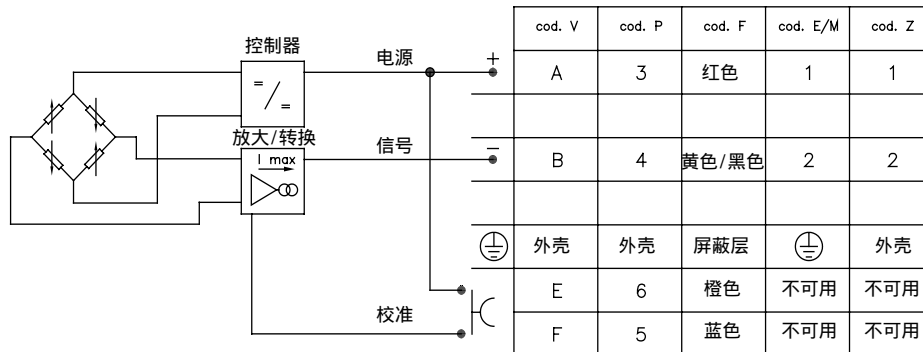 cod. V cod. P cod. F cod. E/M cod. Z
控制器
电源
+ A 3 红色 1 1
= / =
放大/转换
I max
信号
− B 4 黄色/黑色 2 2
外壳 外壳 屏蔽层 外壳
E 6 橙色 不可用 不可用
校准
F 5 蓝色 不可用 不可用